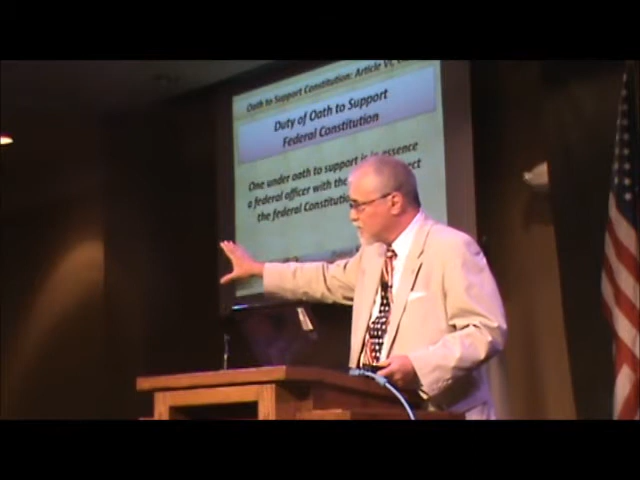 Oath to Support Constitution: Article VI,
Duty of Oath to Support
Federal Constitution
One under oath to support is in essence
a federal officer with the
the federal Constitution